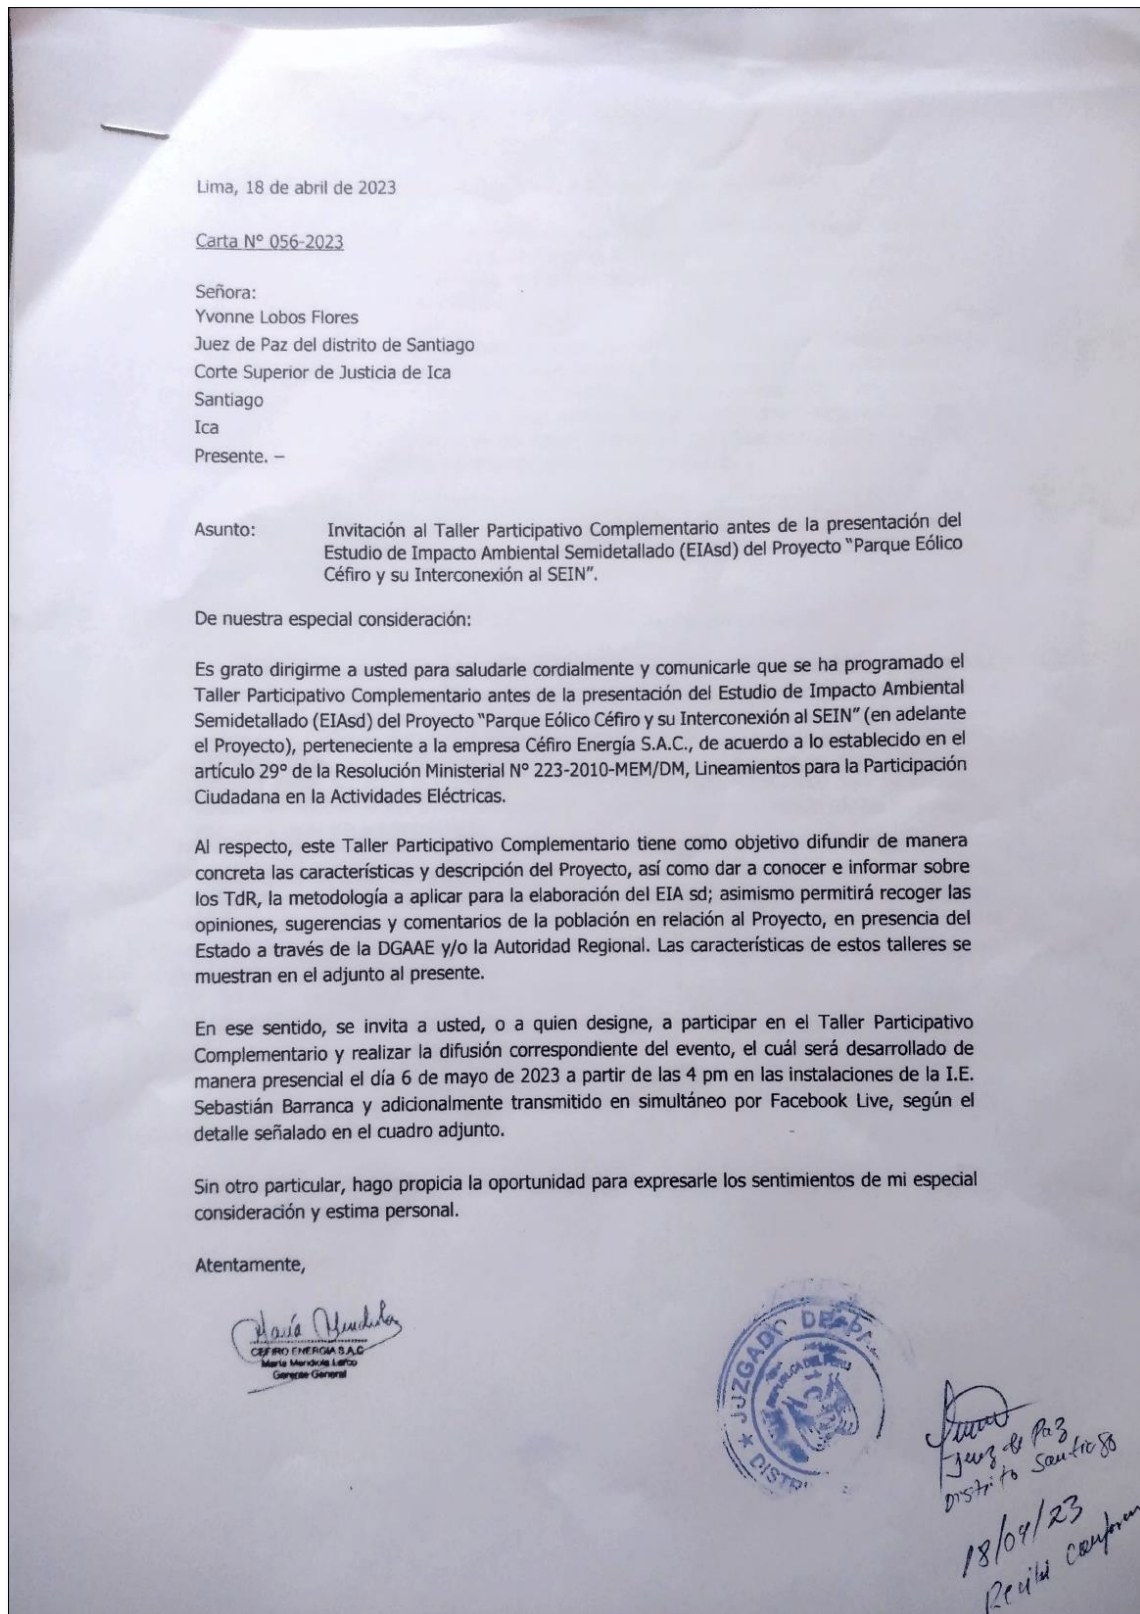 Lima, 18 de abril de 2023
Carta Nº 056-2023
Señora:
Yvonne Lobos Flores
Juez de Paz del distrito de Santiago
Corte Superior de Justicia de Ica
Santiago
Ica
Presente. –
Asunto: Invitación al Taller Participativo Complementario antes de la presentación del
Estudio de Impacto Ambiental Semidetallado (EIAsd) del Proyecto “Parque Eólico
Céfiro y su Interconexión al SEIN”.
De nuestra especial consideración:
Es grato dirigirme a usted para saludarle cordialmente y comunicarle que se ha programado el
Taller Participativo Complementario antes de la presentación del Estudio de Impacto Ambiental
Semidetallado (EIAsd) del Proyecto “Parque Eólico Céfiro y su Interconexión al SEIN” (en adelante
el Proyecto), perteneciente a la empresa Céfiro Energía S.A.C., de acuerdo a lo establecido en el
artículo 29º de la Resolución Ministerial Nº 223-2010-MEM/DM, Lineamientos para la Participación
Ciudadana en la Actividades Eléctricas.
Al respecto, este Taller Participativo Complementario tiene como objetivo difundir de manera
concreta las características y descripción del Proyecto, así como dar a conocer e informar sobre
los TdR, la metodología a aplicar para la elaboración del EIA sd; asimismo permitirá recoger las
opiniones, sugerencias y comentarios de la población en relación al Proyecto, en presencia del
Estado a través de la DGAAE y/o la Autoridad Regional. Las características de estos talleres se
muestran en el adjunto al presente.
En ese sentido, se invita a usted, o a quien designe, a participar en el Taller Participativo
Complementario y realizar la difusión correspondiente del evento, el cuál será desarrollado de
manera presencial el día 6 de mayo de 2023 a partir de las 4 pm en las instalaciones de la I.E.
Sebastián Barranca y adicionalmente transmitido en simultáneo por Facebook Live, según el
detalle señalado en el cuadro adjunto.
Sin otro particular, hago propicia la oportunidad para expresarle los sentimientos de mi especial
consideración y estima personal.
Atentamente,
María Mendiola
CEFIRO ENERGIA S.A.C
María Mendiola Larco
Gerente General
JUZGADO DE PA
REPUBLICA DEL PERU
DISTR
Juez de Paz
Distrito Santiago
18/04/23
Recibi Conform